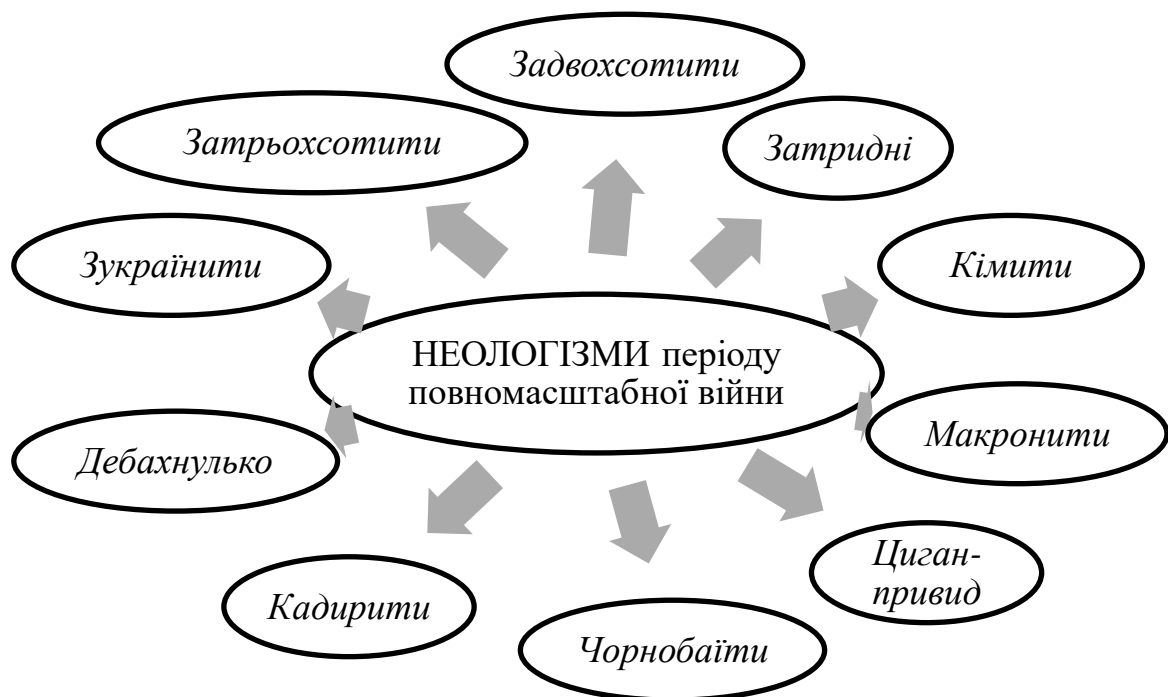 Задвохсотити
Затрьохсотити
Затридні
Зукраїнити
Кімити
НЕОЛОГІЗМИ періоду
повномасштабної війни
Дебахнулько
Макронити
Циган-
привид
Кадирити
Чорнобаїти